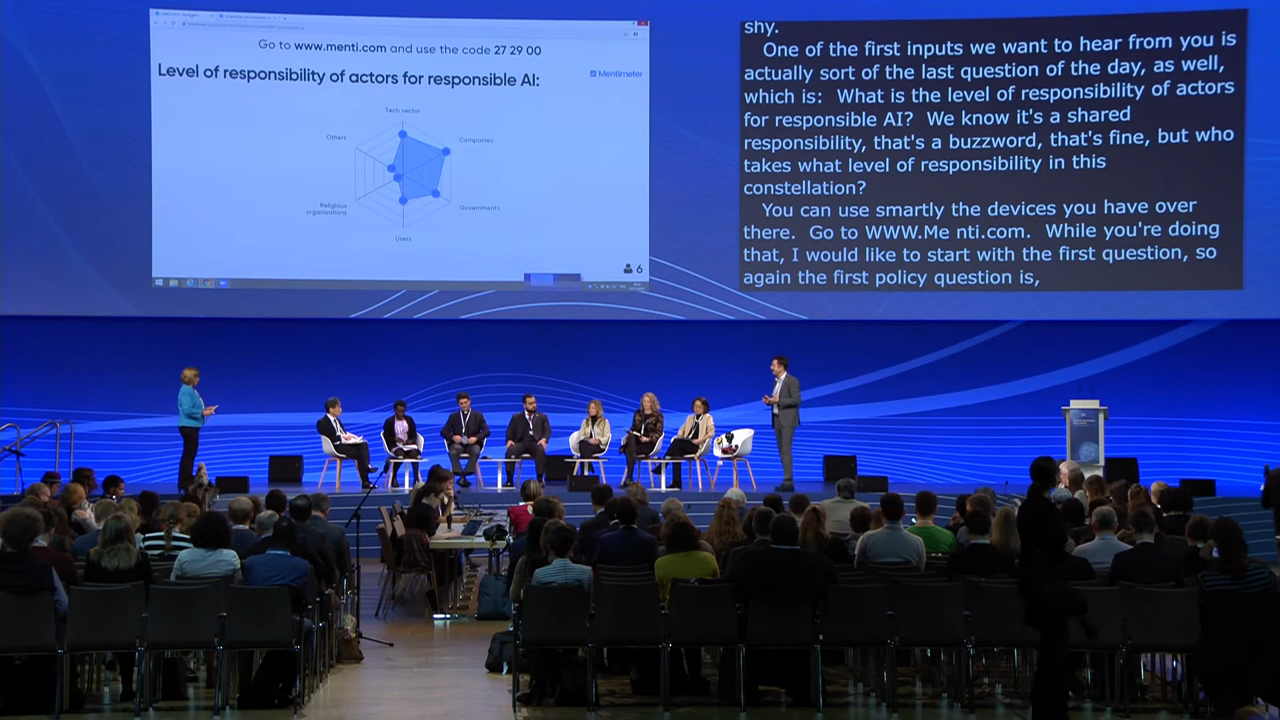 Go to www.menti.com and use the code 27 29 00
Level of responsibility of actors for responsible AI:
Mentimeter
Tech sector
Others
Companies
Religious
organisations
Governments
Users
6
shy.
One of the first inputs we want to hear from you is
actually sort of the last question of the day, as well,
which is: What is the level of responsibility of actors
for responsible AI? We know it's a shared
responsibility, that's a buzzword, that's fine, but who
takes what level of responsibility in this
constellation?
You can use smartly the devices you have over
there. Go to WWW.Me nti.com. While you're doing
that, I would like to start with the first question, so
again the first policy question is,